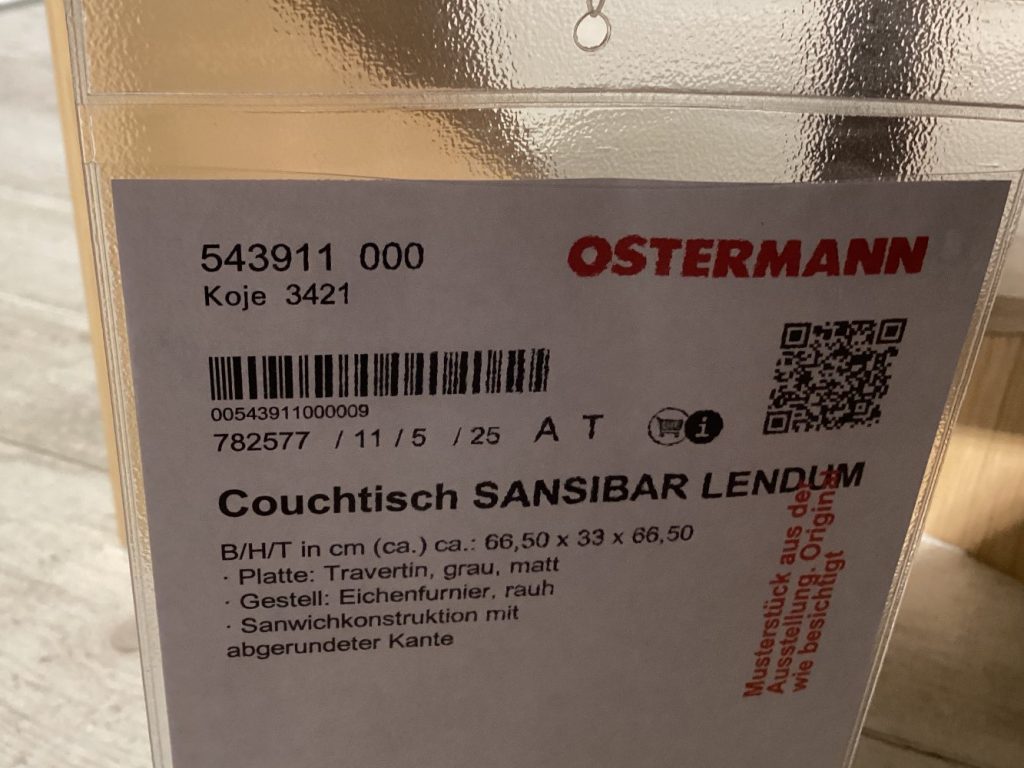 543911 000
Koje 3421
OSTERMANN
00543911000009
782577 / 11 / 5 / 25 A T
Couchtisch SANSIBAR LENDUM
B/H/T in cm (ca.) ca.: 66,50 x 33 x 66,50
· Platte: Travertin, grau, matt
· Gestell: Eichenfurnier, rauh
· Sanwichkonstruktion mit
abgerundeter Kante
Musterstück aus der
Ausstellung. Original
wie besichtigt